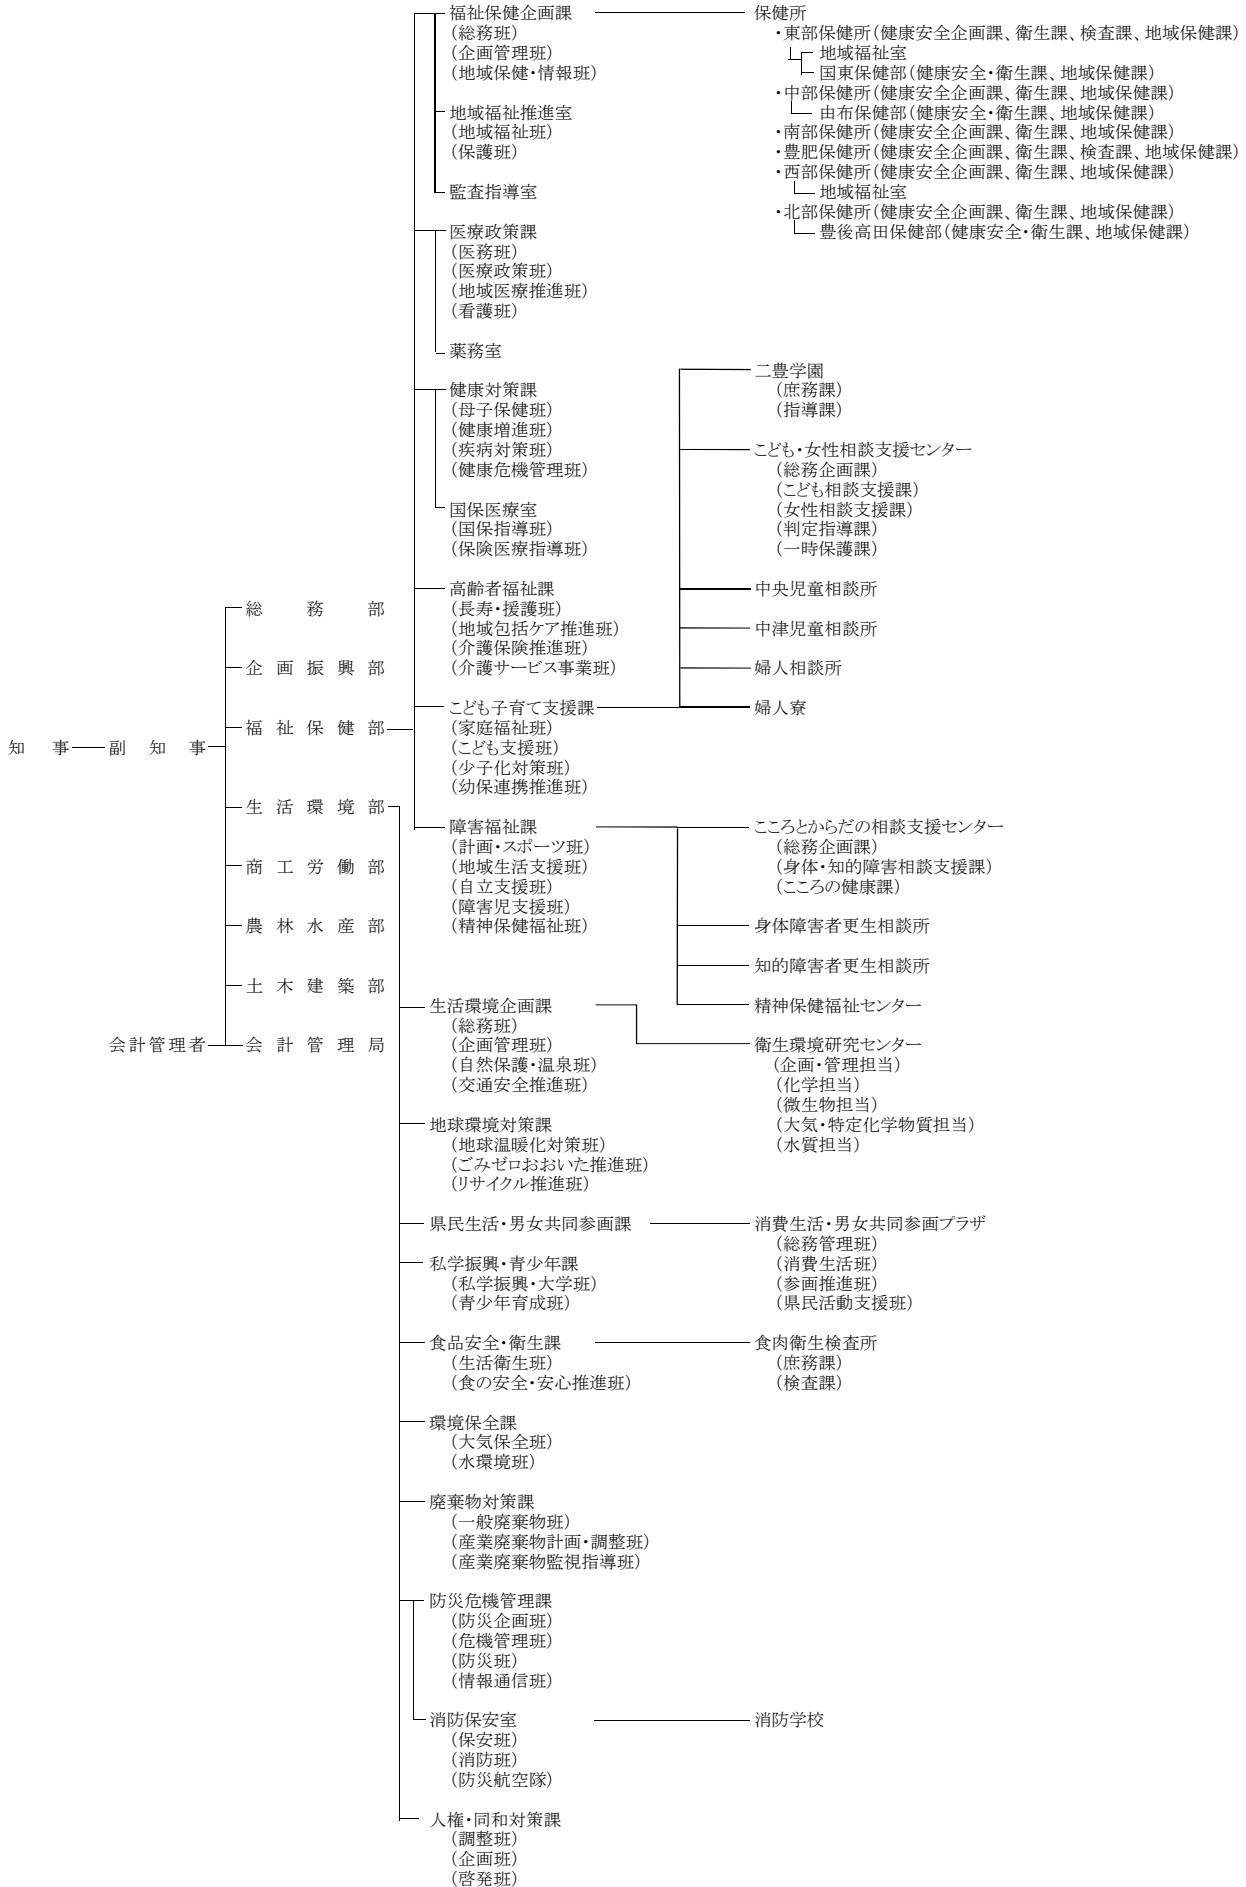 知事
副知事
会計管理者
総務部
企画振興部
福祉保健部
生活環境部
商工労働部
農林水産部
土木建築部
会計管理局
福祉保健企画課
(総務班)
(企画管理班)
(地域保健・情報班)
地域福祉推進室
(地域福祉班)
(保護班)
監査指導室
医療政策課
(医務班)
(医療政策班)
(地域医療推進班)
(看護班)
薬務室
健康対策課
(母子保健班)
(健康増進班)
(疾病対策班)
(健康危機管理班)
国保医療室
(国保指導班)
(保険医療指導班)
高齢者福祉課
(長寿・援護班)
(地域包括ケア推進班)
(介護保険推進班)
(介護サービス事業班)
こども子育て支援課
(家庭福祉班)
(こども支援班)
(少子化対策班)
(幼保連携推進班)
障害福祉課
(計画・スポーツ班)
(地域生活支援班)
(自立支援班)
(障害児支援班)
(精神保健福祉班)
生活環境企画課
(総務班)
(企画管理班)
(自然保護・温泉班)
(交通安全推進班)
地球環境対策課
(地球温暖化対策班)
(ごみゼロおおいた推進班)
(リサイクル推進班)
県民生活・男女共同参画課
私学振興・青少年課
(私学振興・大学班)
(青少年育成班)
食品安全・衛生課
(生活衛生班)
(食の安全・安心推進班)
環境保全課
(大気保全班)
(水環境班)
廃棄物対策課
(一般廃棄物班)
(産業廃棄物計画・調整班)
(産業廃棄物監視指導班)
防災危機管理課
(防災企画班)
(危機管理班)
(防災班)
(情報通信班)
消防保安室
(保安班)
(消防班)
(防災航空隊)
人権・同和対策課
(調整班)
(企画班)
(啓発班)
保健所
・東部保健所(健康安全企画課、衛生課、検査課、地域保健課)
地域福祉室
国東保健部(健康安全・衛生課、地域保健課)
・中部保健所(健康安全企画課、衛生課、地域保健課)
由布保健部(健康安全・衛生課、地域保健課)
・南部保健所(健康安全企画課、衛生課、地域保健課)
・豊肥保健所(健康安全企画課、衛生課、検査課、地域保健課)
・西部保健所(健康安全企画課、衛生課、地域保健課)
地域福祉室
・北部保健所(健康安全企画課、衛生課、地域保健課)
豊後高田保健部(健康安全・衛生課、地域保健課)
二豊学園
(庶務課)
(指導課)
こども・女性相談支援センター
(総務企画課)
(こども相談支援課)
(女性相談支援課)
(判定指導課)
(一時保護課)
中央児童相談所
中津児童相談所
婦人相談所
婦人寮
こころとからだの相談支援センター
(総務企画課)
(身体・知的障害相談支援課)
(こころの健康課)
身体障害者更生相談所
知的障害者更生相談所
精神保健福祉センター
衛生環境研究センター
(企画・管理担当)
(化学担当)
(微生物担当)
(大気・特定化学物質担当)
(水質担当)
消費生活・男女共同参画プラザ
(総務管理班)
(消費生活班)
(参画推進班)
(県民活動支援班)
食肉衛生検査所
(庶務課)
(検査課)
消防学校